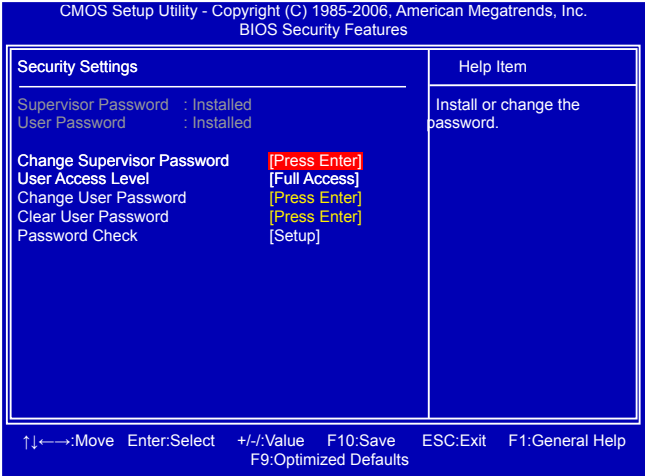 CMOS Setup Utility - Copyright (C) 1985-2006, American Megatrends, Inc.
BIOS Security Features
Security Settings
Help Item
Supervisor Password : Installed
User Password : Installed
Install or change the
password.
Change Supervisor Password [Press Enter]
User Access Level [Full Access]
Change User Password [Press Enter]
Clear User Password [Press Enter]
Password Check [Setup]
↑↓←→:Move Enter:Select +/-/:Value F10:Save ESC:Exit F1:General Help
F9:Optimized Defaults